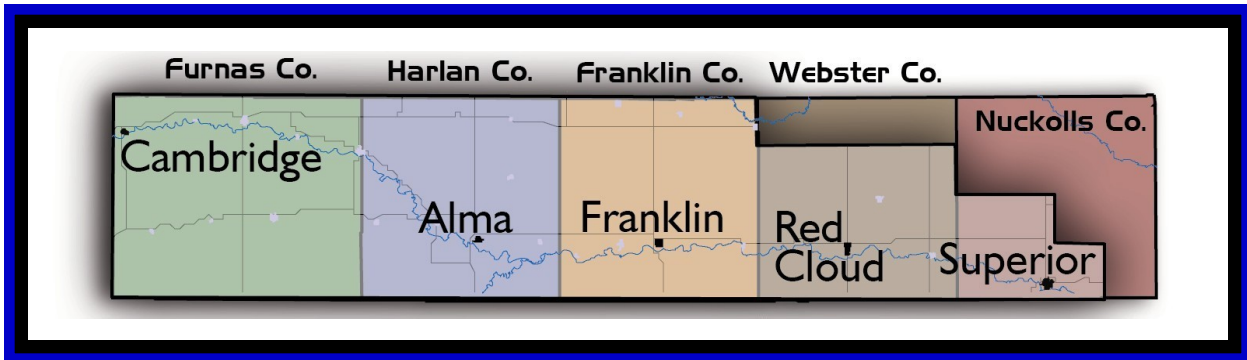 Furnas Co.
Harlan Co.
Franklin Co.
Webster Co.
Nuckolls Co.
Cambridge
Alma
Franklin
Red
Cloud
Superior